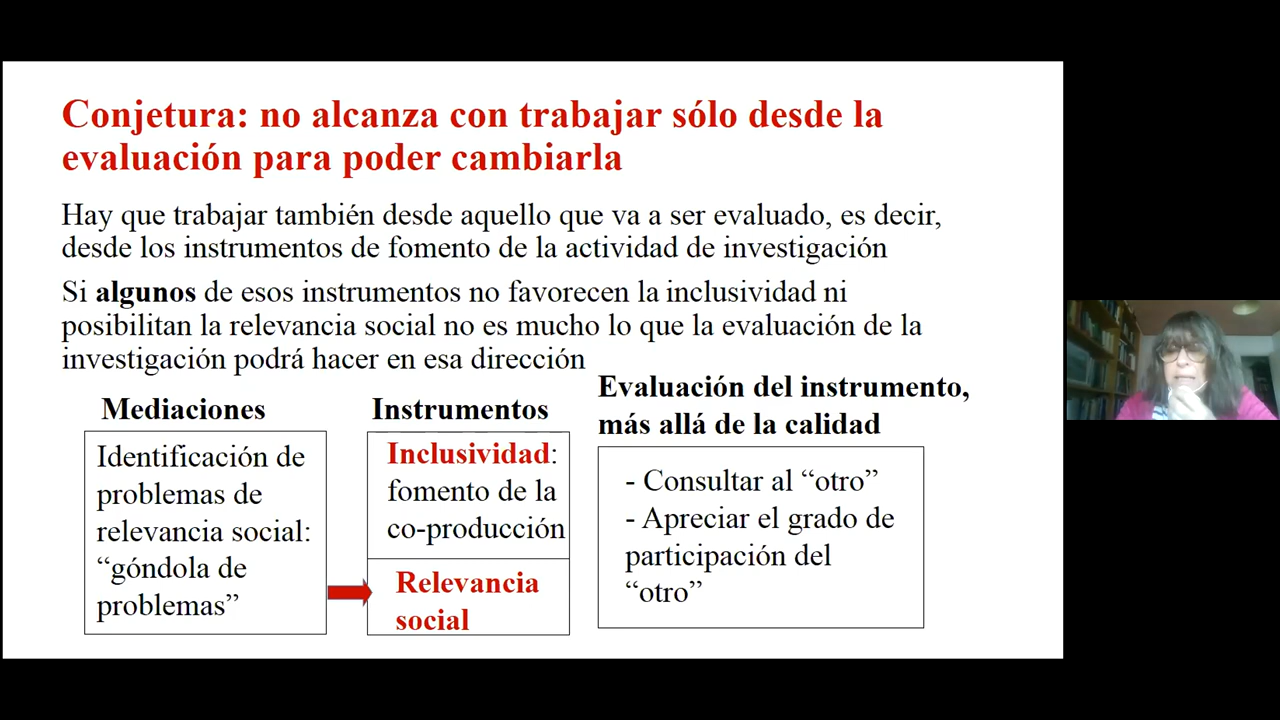 Conjetura: no alcanza con trabajar sólo desde la
evaluación para poder cambiarla
Hay que trabajar también desde aquello que va a ser evaluado, es decir,
desde los instrumentos de fomento de la actividad de investigación
Si algunos de esos instrumentos no favorecen la inclusividad ni
posibilitan la relevancia social no es mucho lo que la evaluación de la
investigación podrá hacer en esa dirección
Mediaciones
Identificación de
problemas de
relevancia social:
“góndola de
problemas”
Instrumentos
Inclusividad:
fomento de la
co-producción
Relevancia
social
Evaluación del instrumento,
más allá de la calidad
- Consultar al “otro”
- Apreciar el grado de
participación del
“otro”